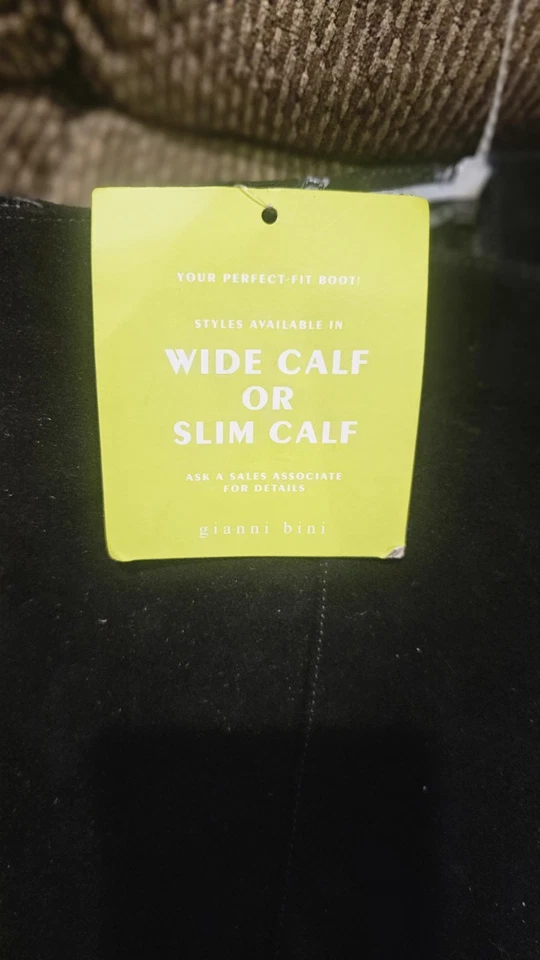 YOUR PERFECT-FIT BOOT!
STYLES AVAILABLE IN
WIDE CALF
OR
SLIM CALF
ASK A SALES ASSOCIATE
FOR DETAILS
gianni bini